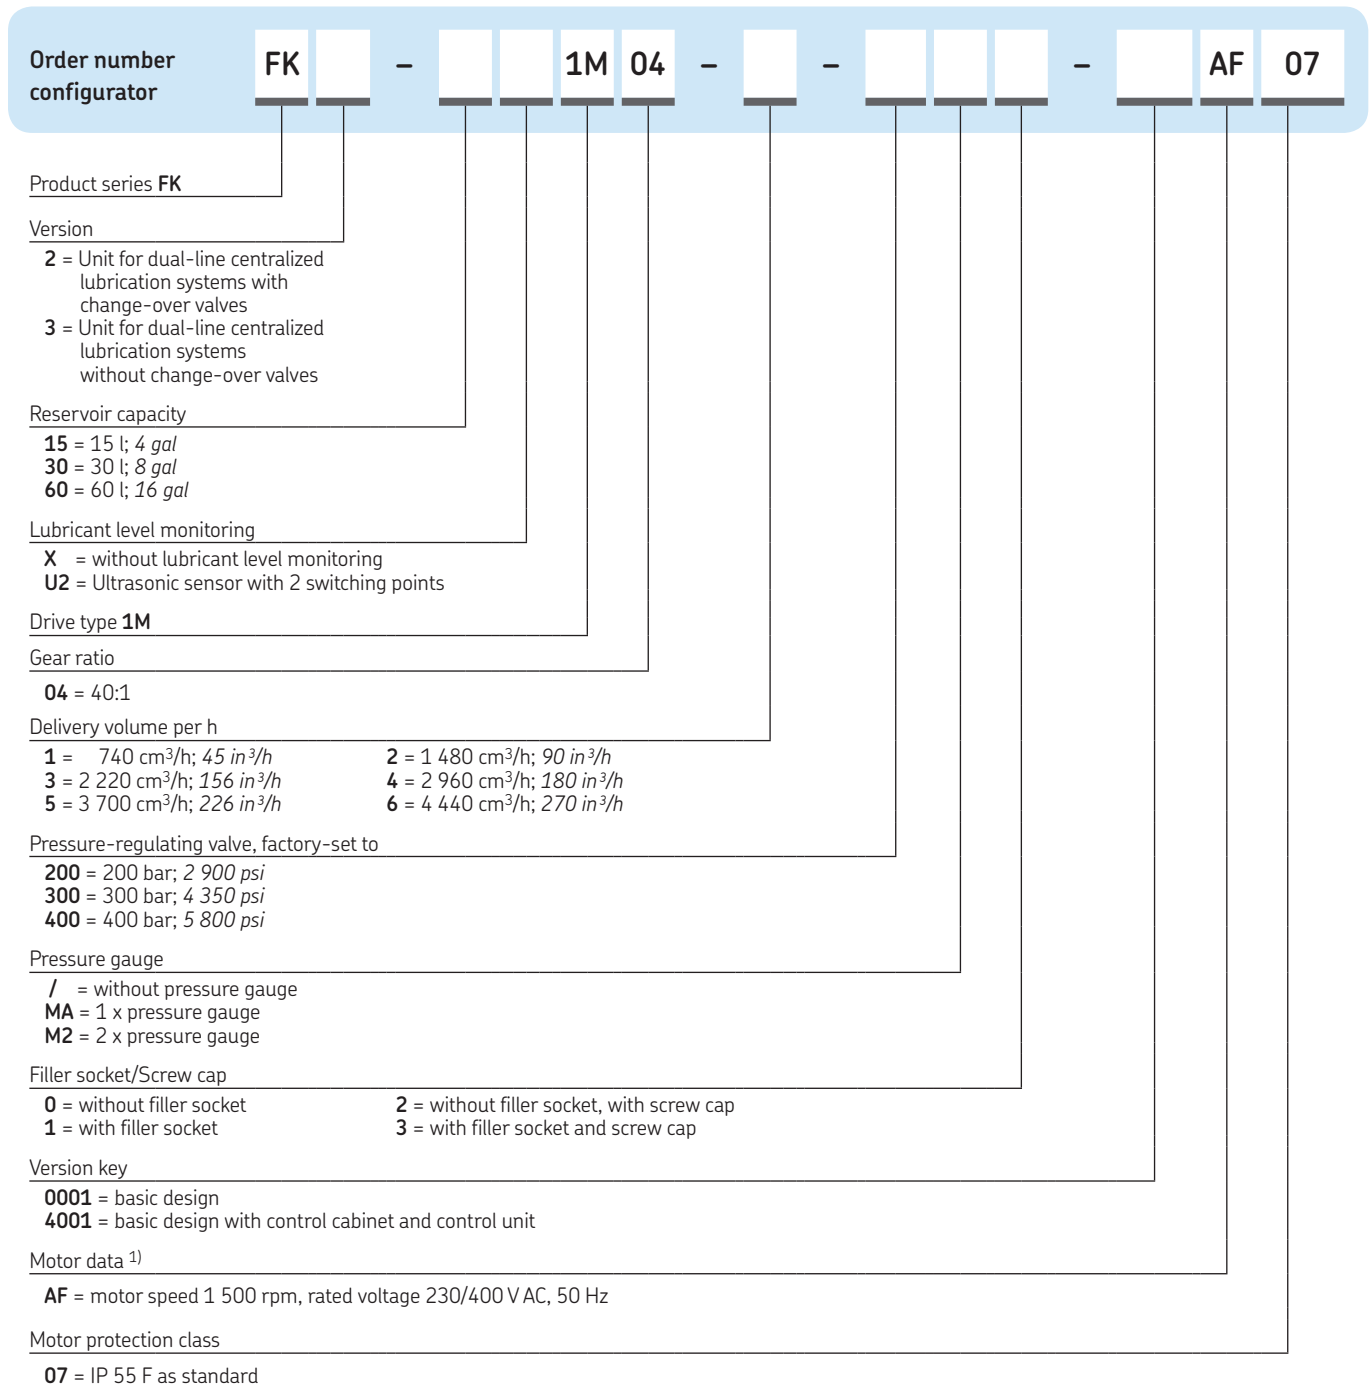 Order number
configurator
FK – 1M 04 – – – AF 07
Product series FK
Version
2 = Unit for dual-line centralized
lubrication systems with
change-over valves
3 = Unit for dual-line centralized
lubrication systems
without change-over valves
Reservoir capacity
15 = 15 l; 4 gal
30 = 30 l; 8 gal
60 = 60 l; 16 gal
Lubricant level monitoring
X = without lubricant level monitoring
U2 = Ultrasonic sensor with 2 switching points
Drive type 1M
Gear ratio
04 = 40:1
Delivery volume per h
1 = 740 cm³/h; 45 in³/h 2 = 1 480 cm³/h; 90 in³/h
3 = 2 220 cm³/h; 156 in³/h 4 = 2 960 cm³/h; 180 in³/h
5 = 3 700 cm³/h; 226 in³/h 6 = 4 440 cm³/h; 270 in³/h
Pressure-regulating valve, factory-set to
200 = 200 bar; 2 900 psi
300 = 300 bar; 4 350 psi
400 = 400 bar; 5 800 psi
Pressure gauge
/ = without pressure gauge
MA = 1 x pressure gauge
M2 = 2 x pressure gauge
Filler socket/Screw cap
0 = without filler socket 2 = without filler socket, with screw cap
1 = with filler socket 3 = with filler socket and screw cap
Version key
0001 = basic design
4001 = basic design with control cabinet and control unit
Motor data 1)
AF = motor speed 1 500 rpm, rated voltage 230/400 V AC, 50 Hz
Motor protection class
07 = IP 55 F as standard